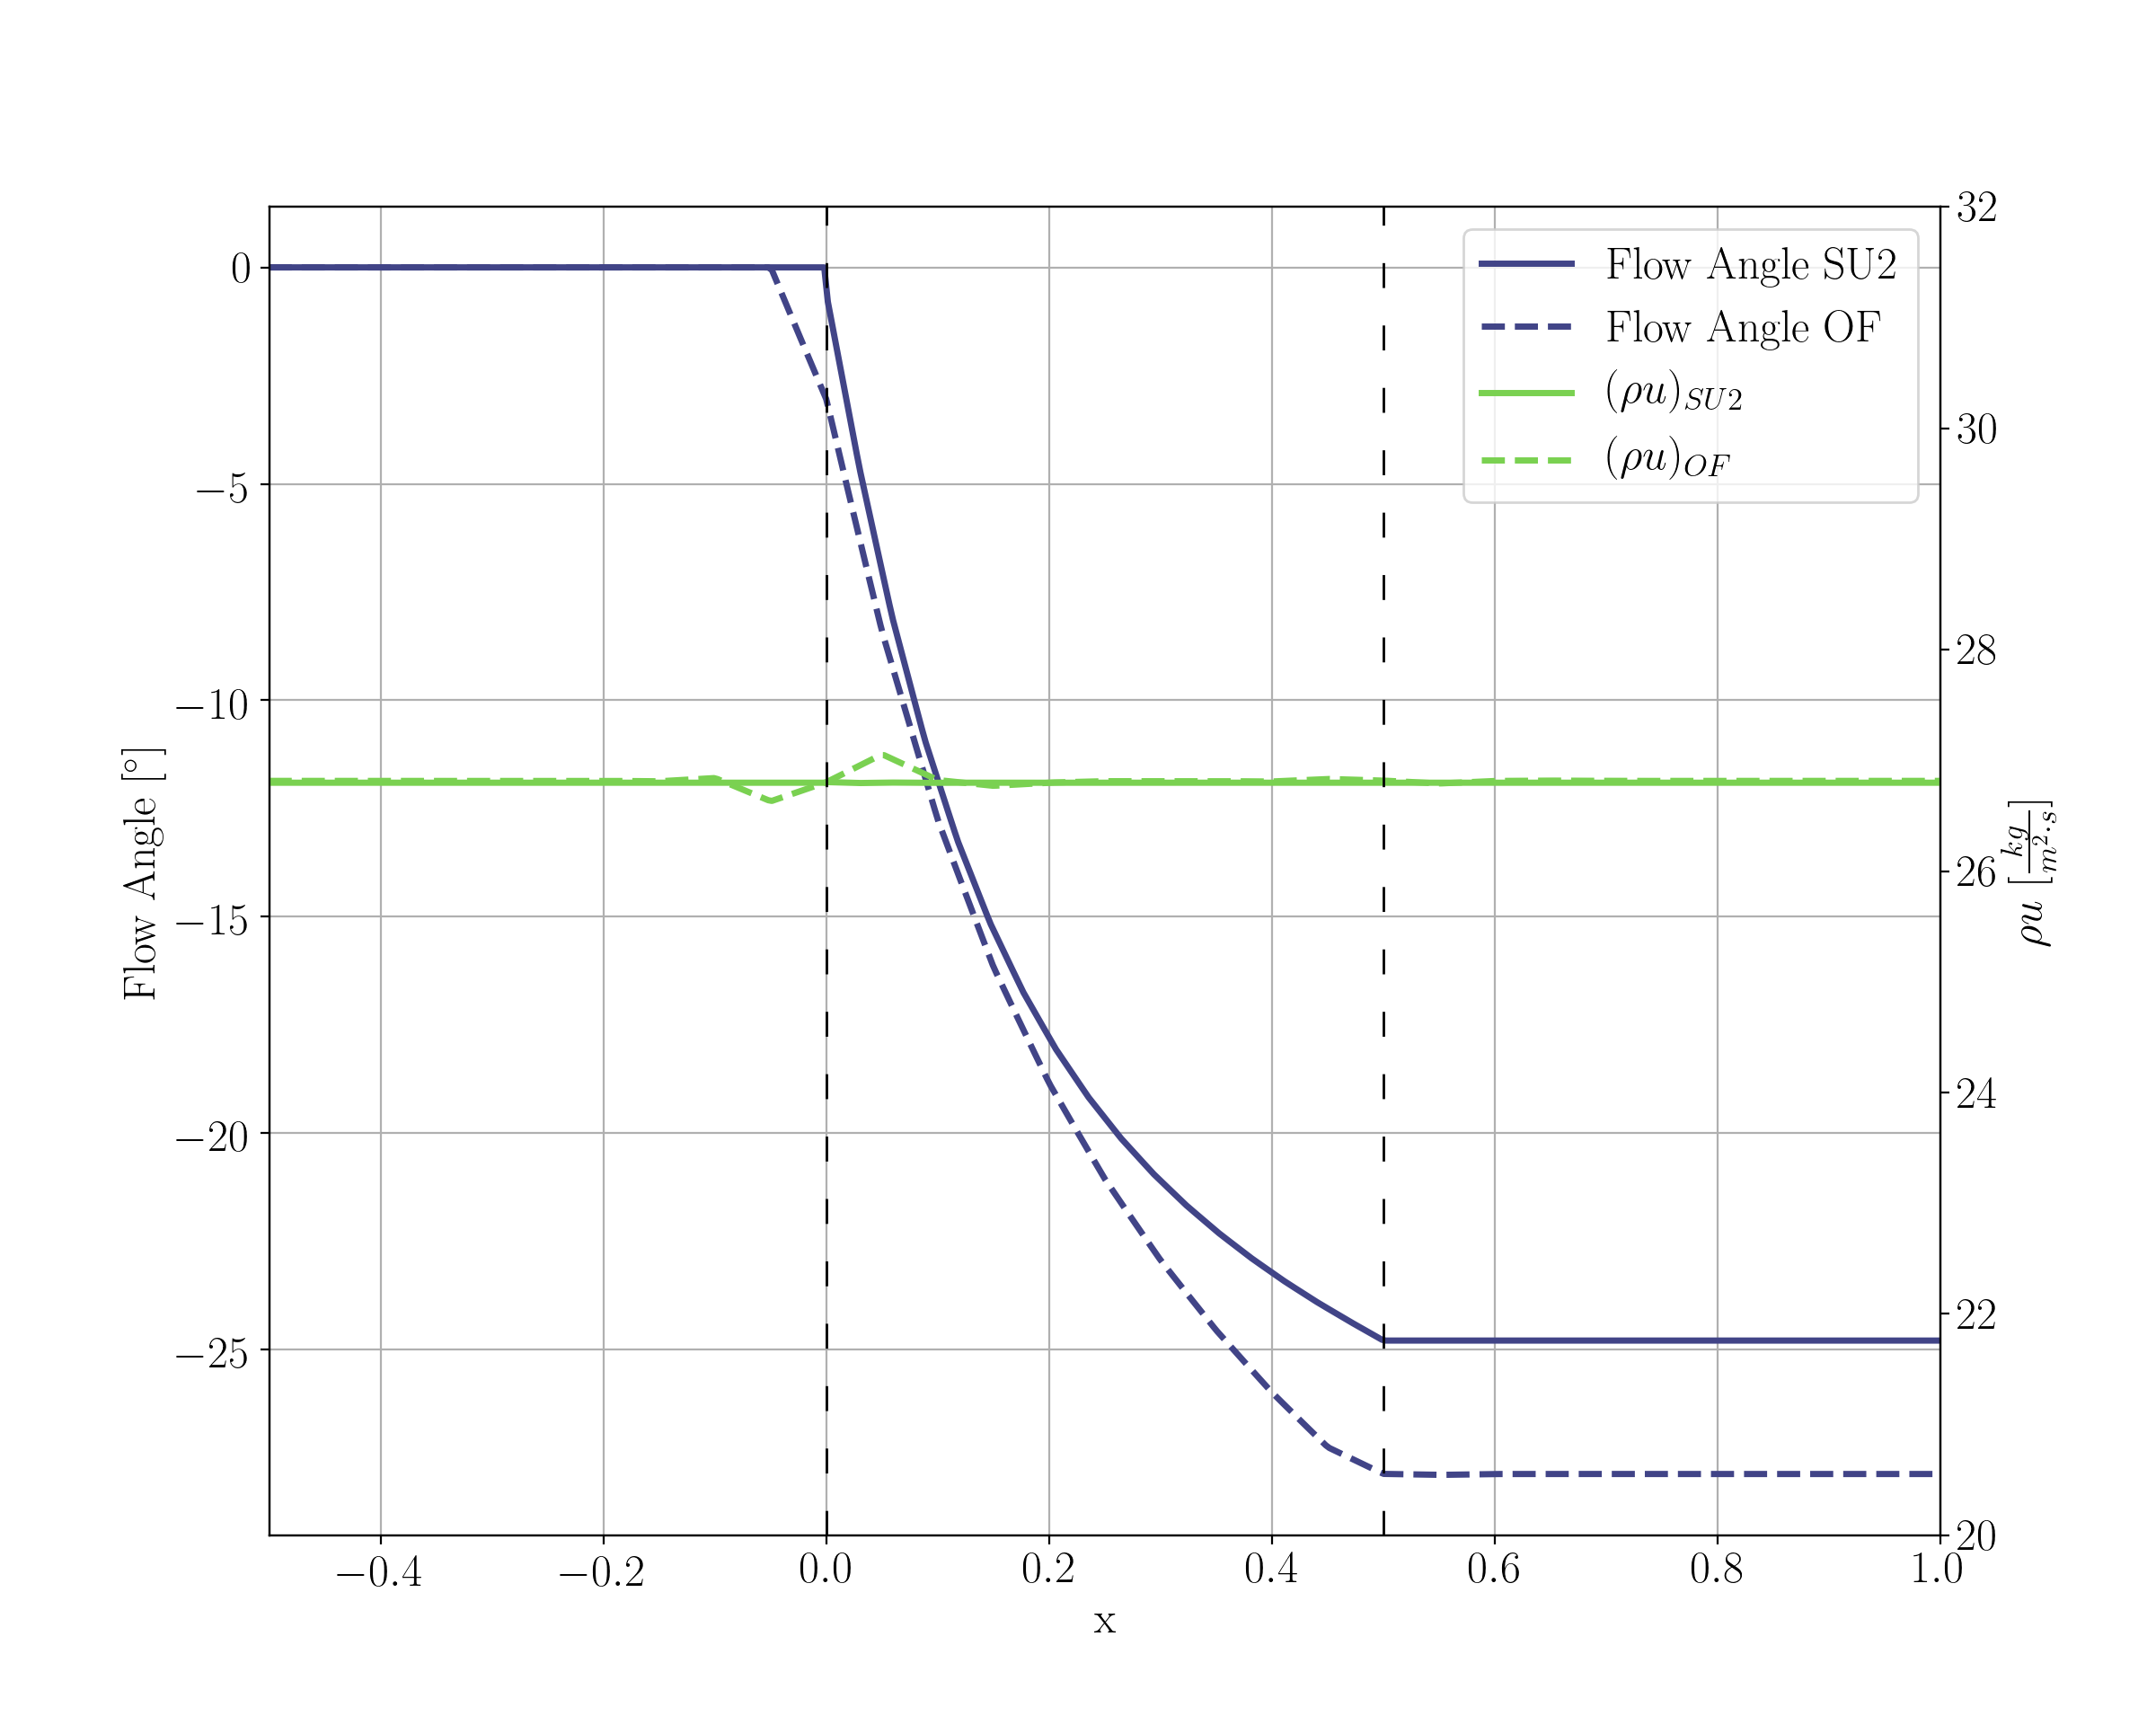 Flow Angle SU2
Flow Angle OF
(ρu)SU2
(ρu)OF
0
−5
−10
−15
−20
−25
Flow Angle [°]
32
30
28
26
24
22
20
ρu [kg/m²·s]
−0.4 −0.2 0.0 0.2 0.4 0.6 0.8 1.0
x